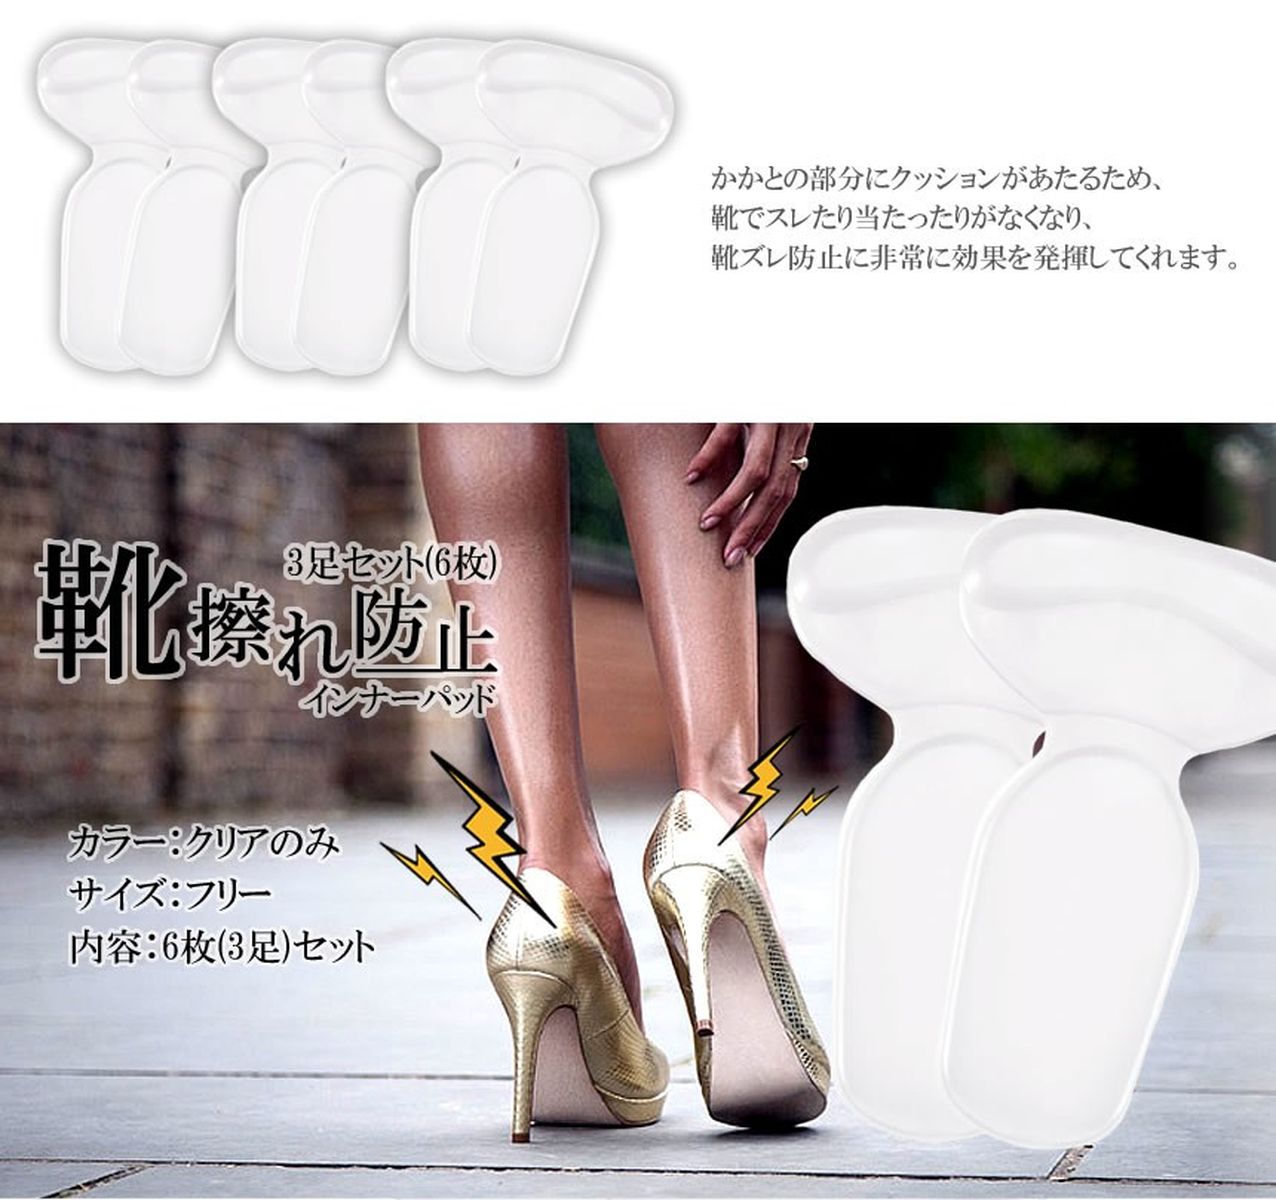 かかとの部分にクッションがあたるため、
靴でスレたり当たったりがなくなり、
靴ズレ防止に非常に効果を発揮してくれます。
3足セット(6枚)
靴擦れ防止
インナーパッド
カラー:クリアのみ
サイズ:フリー
内容:6枚(3足)セット